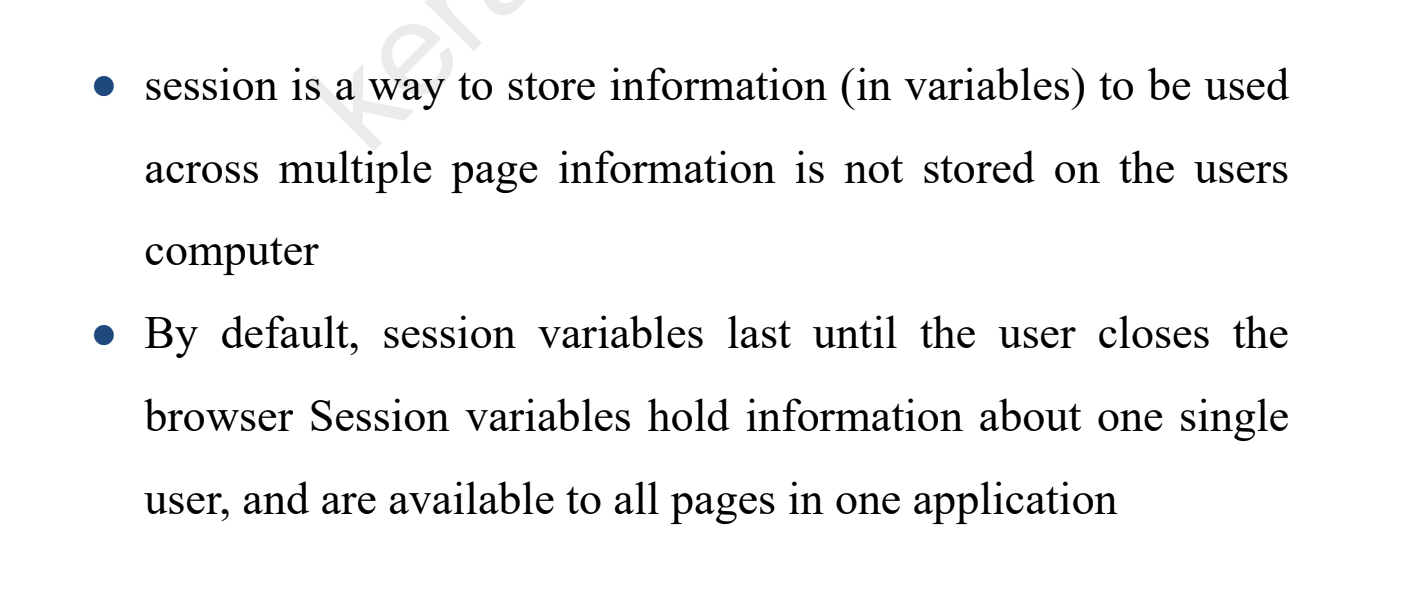 ● session is a way to store information (in variables) to be used
across multiple page information is not stored on the users
computer
● By default, session variables last until the user closes the
browser Session variables hold information about one single
user, and are available to all pages in one application